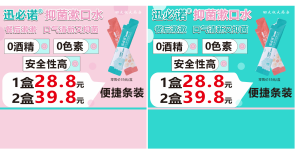 迅必诺® 抑菌漱口水
0酒精 0色素
安全性高
1盒28.8元
2盒39.8元
便捷条装
迅必诺® 抑菌漱口水
0酒精 0色素
安全性高
1盒28.8元
2盒39.8元
便捷条装